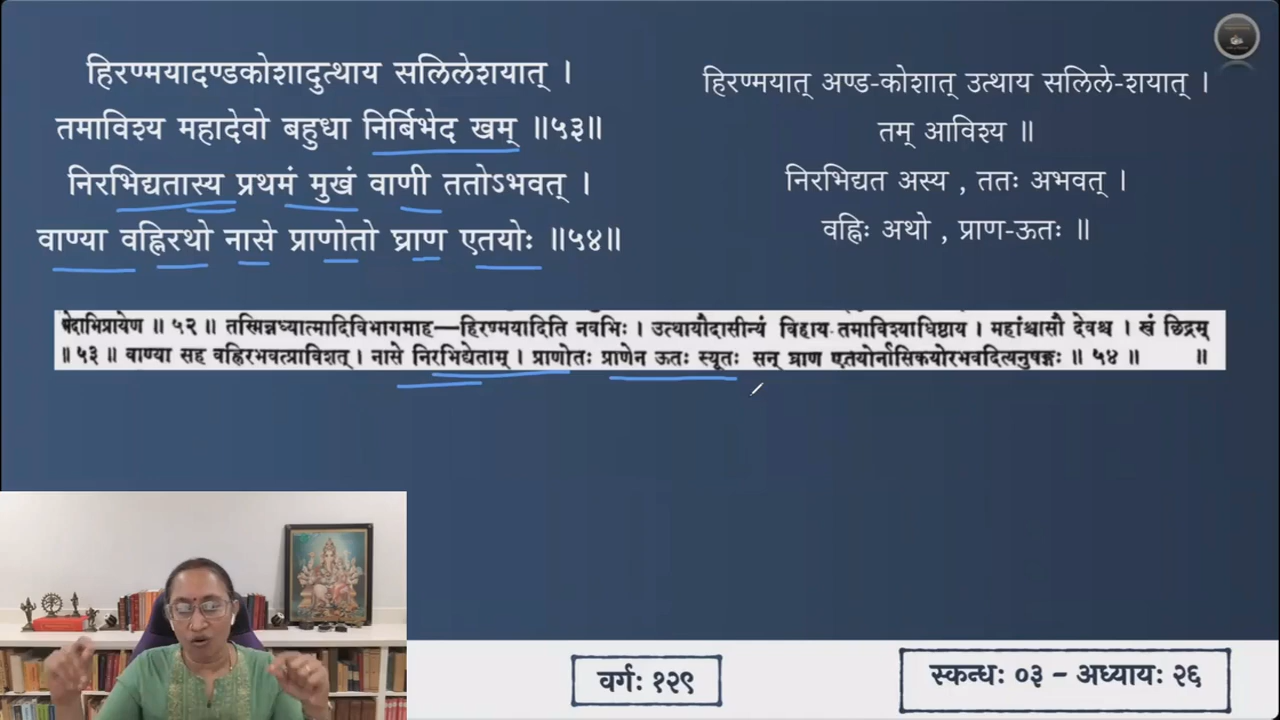 हिरण्मयादण्डकोशादुत्थाय सलिलेशयात् ।
तमाविश्य महादेवो बहुधा निर्बिभेद खम् ॥५३॥
निरभिद्यतास्य प्रथमं मुखं वाणी ततोऽभवत् ।
वाण्या वह्निरथो नासे प्राणोतो घ्राण एतयोः ॥५४॥
हिरण्मयात् अण्ड-कोशात् उत्थाय सलिले-शयात् ।
तम् आविश्य ॥
निरभिद्यत अस्य , ततः अभवत् ।
वह्निः अथो , प्राण-ऊतः ॥
भेदाभिप्रायेण ॥ ५२ ॥ तस्मिन्नध्यात्मादिविभागमाह—हिरण्मयादिति नवभिः । उत्थायौदासीन्यं विहाय तमाविश्याधिष्ठाय । महांश्चासौ देवश्च । खं छिद्रम्
॥ ५३ ॥ वाण्या सह वह्निरभवत्प्राविशत् । नासे निरभिद्येताम् । प्राणोतः प्राणेन ऊतः स्यूतः सन् घ्राण एतयोर्नासिकयोरभवदित्यनुषङ्गः ॥ ५४ ॥ ॥
वर्गः १२९
स्कन्धः ०३ – अध्यायः २६